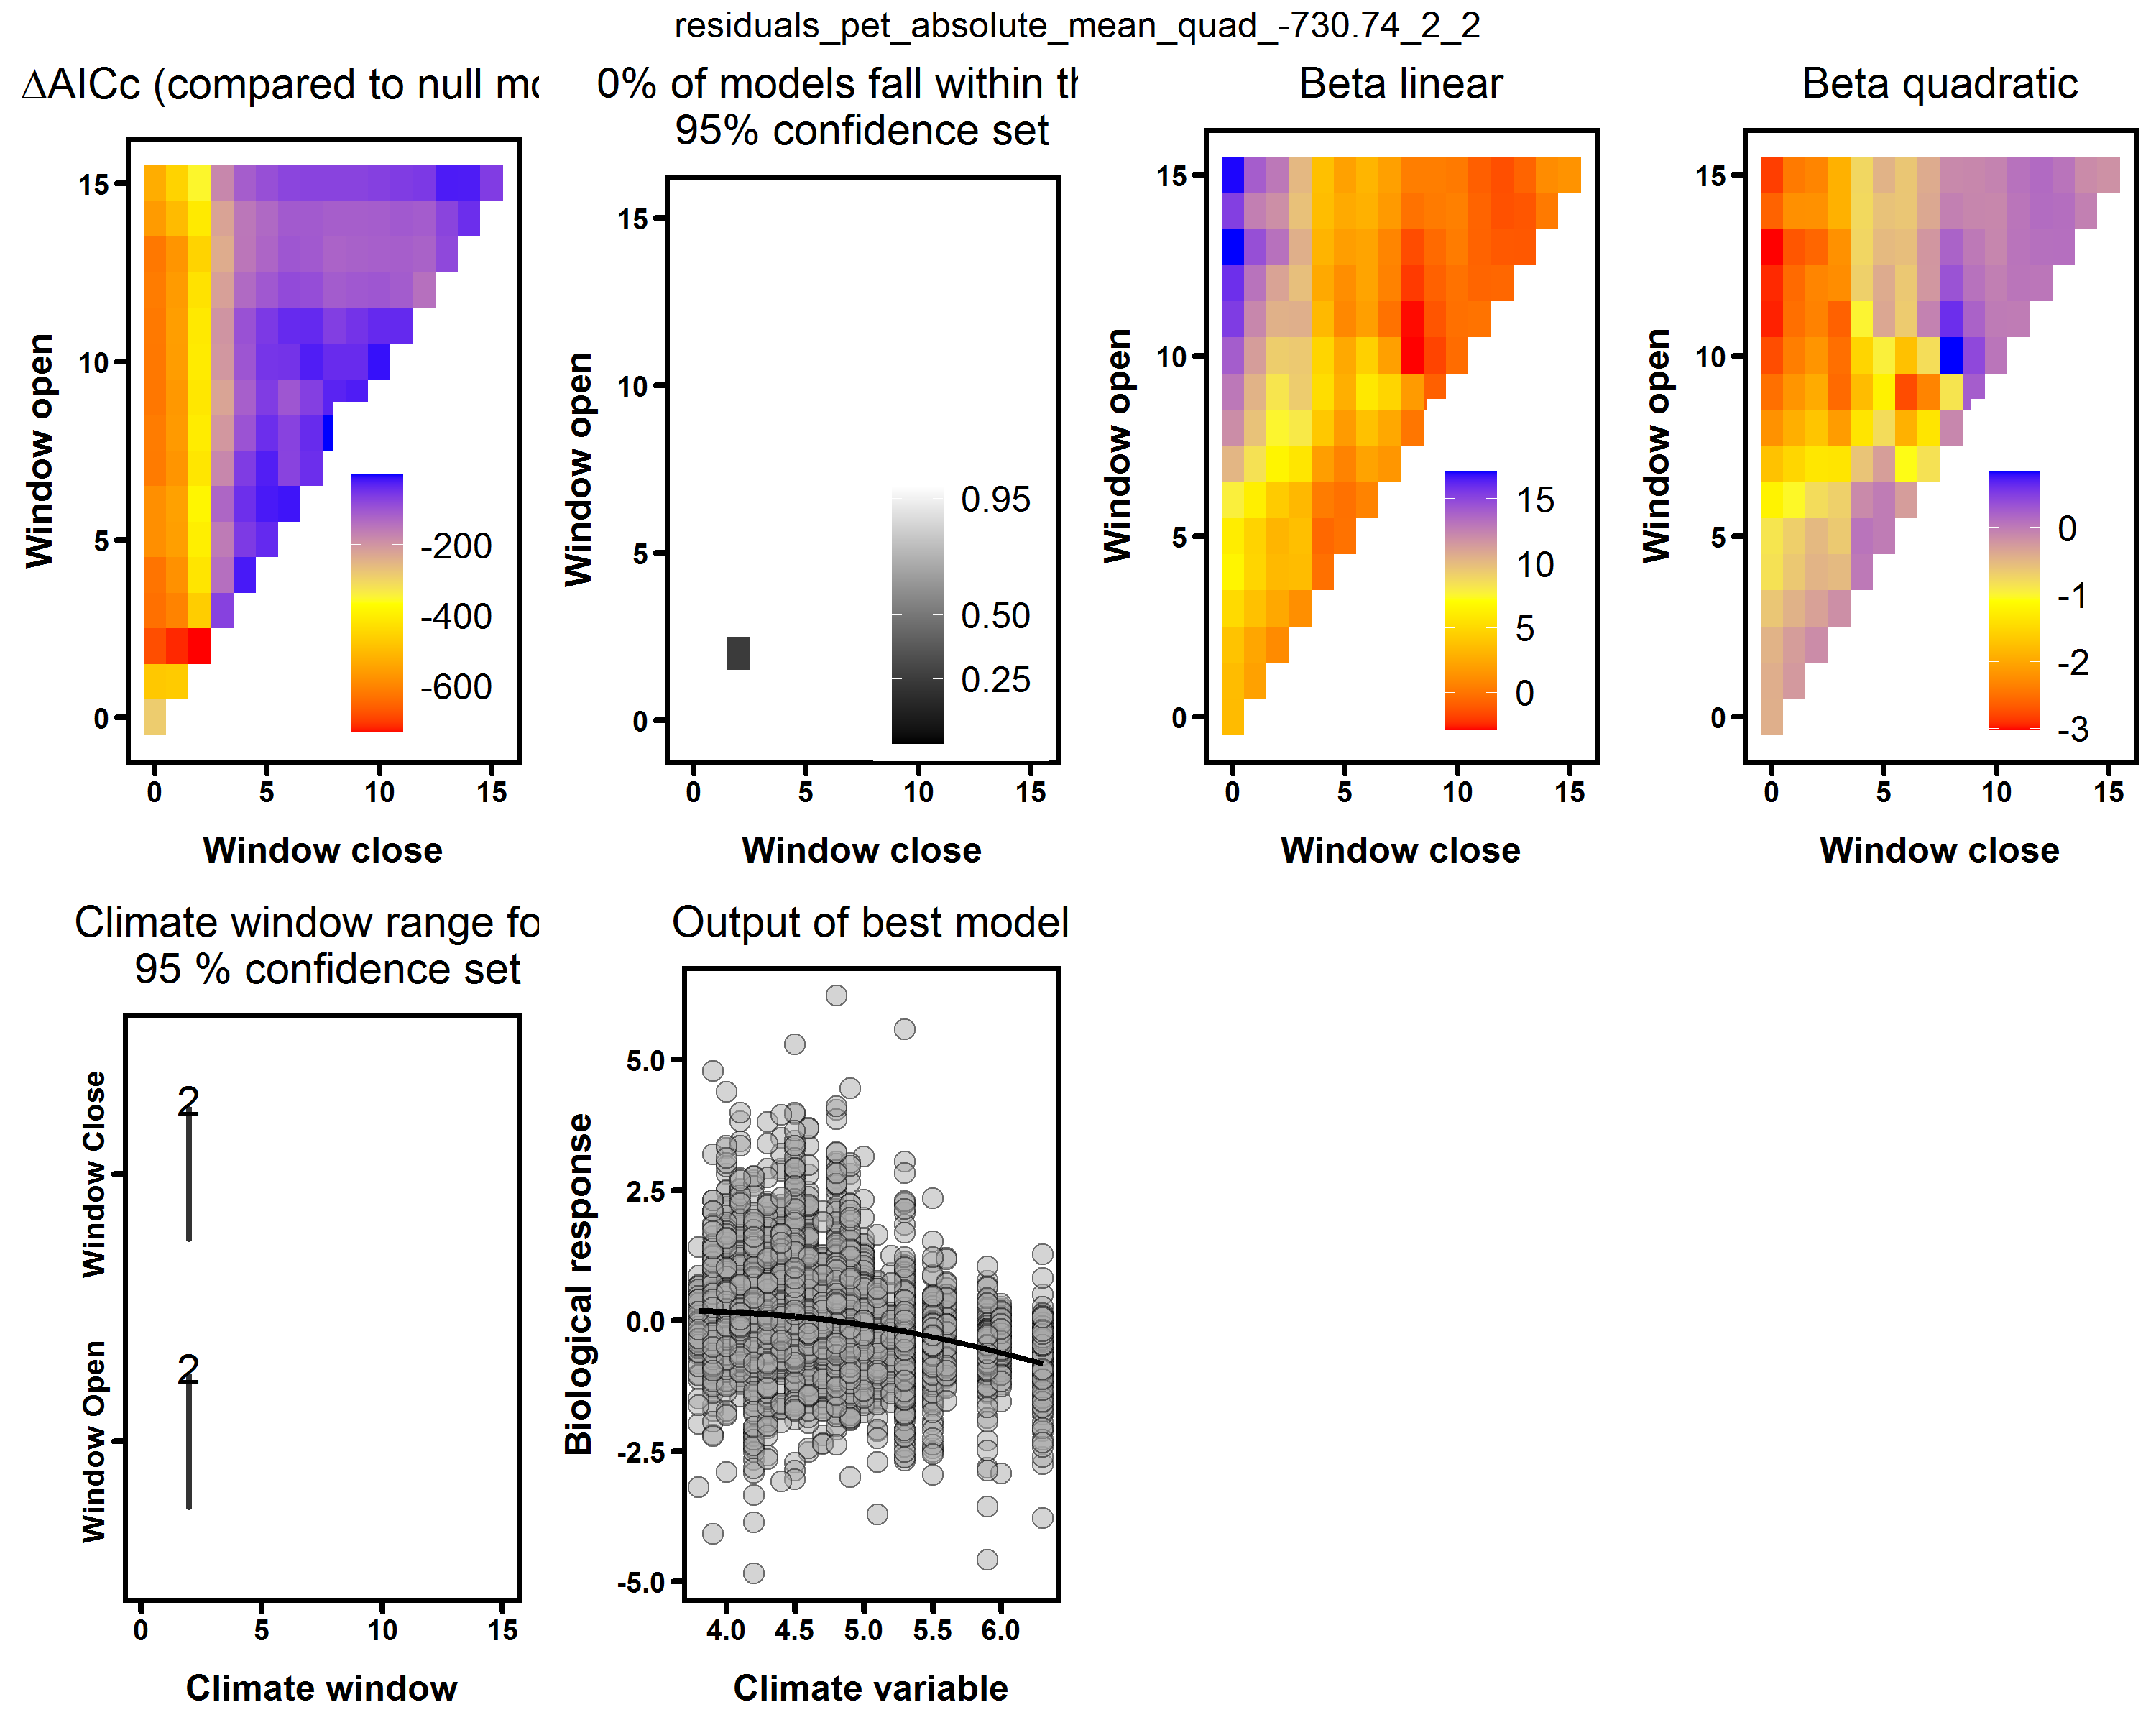 residuals_pet_absolute_mean_quad_-730.74_2_2
ΔAICc (compared to null mo
0% of models fall within th
95% confidence set
Beta linear
Beta quadratic
Window open
15
10
5
0
-200
-400
-600
0 5 10 15
Window close
Window open
15
10
5
0
0.95
0.50
0.25
0 5 10 15
Window close
Window open
15
10
5
0
15
10
5
0
0 5 10 15
Window close
Window open
15
10
5
0
0
-1
-2
-3
0 5 10 15
Window close
Climate window range fo
95 % confidence set
Window Close
Window Open
2
2
0 5 10 15
Climate window
Output of best model
Biological response
5.0
2.5
0.0
-2.5
-5.0
4.0 4.5 5.0 5.5 6.0
Climate variable